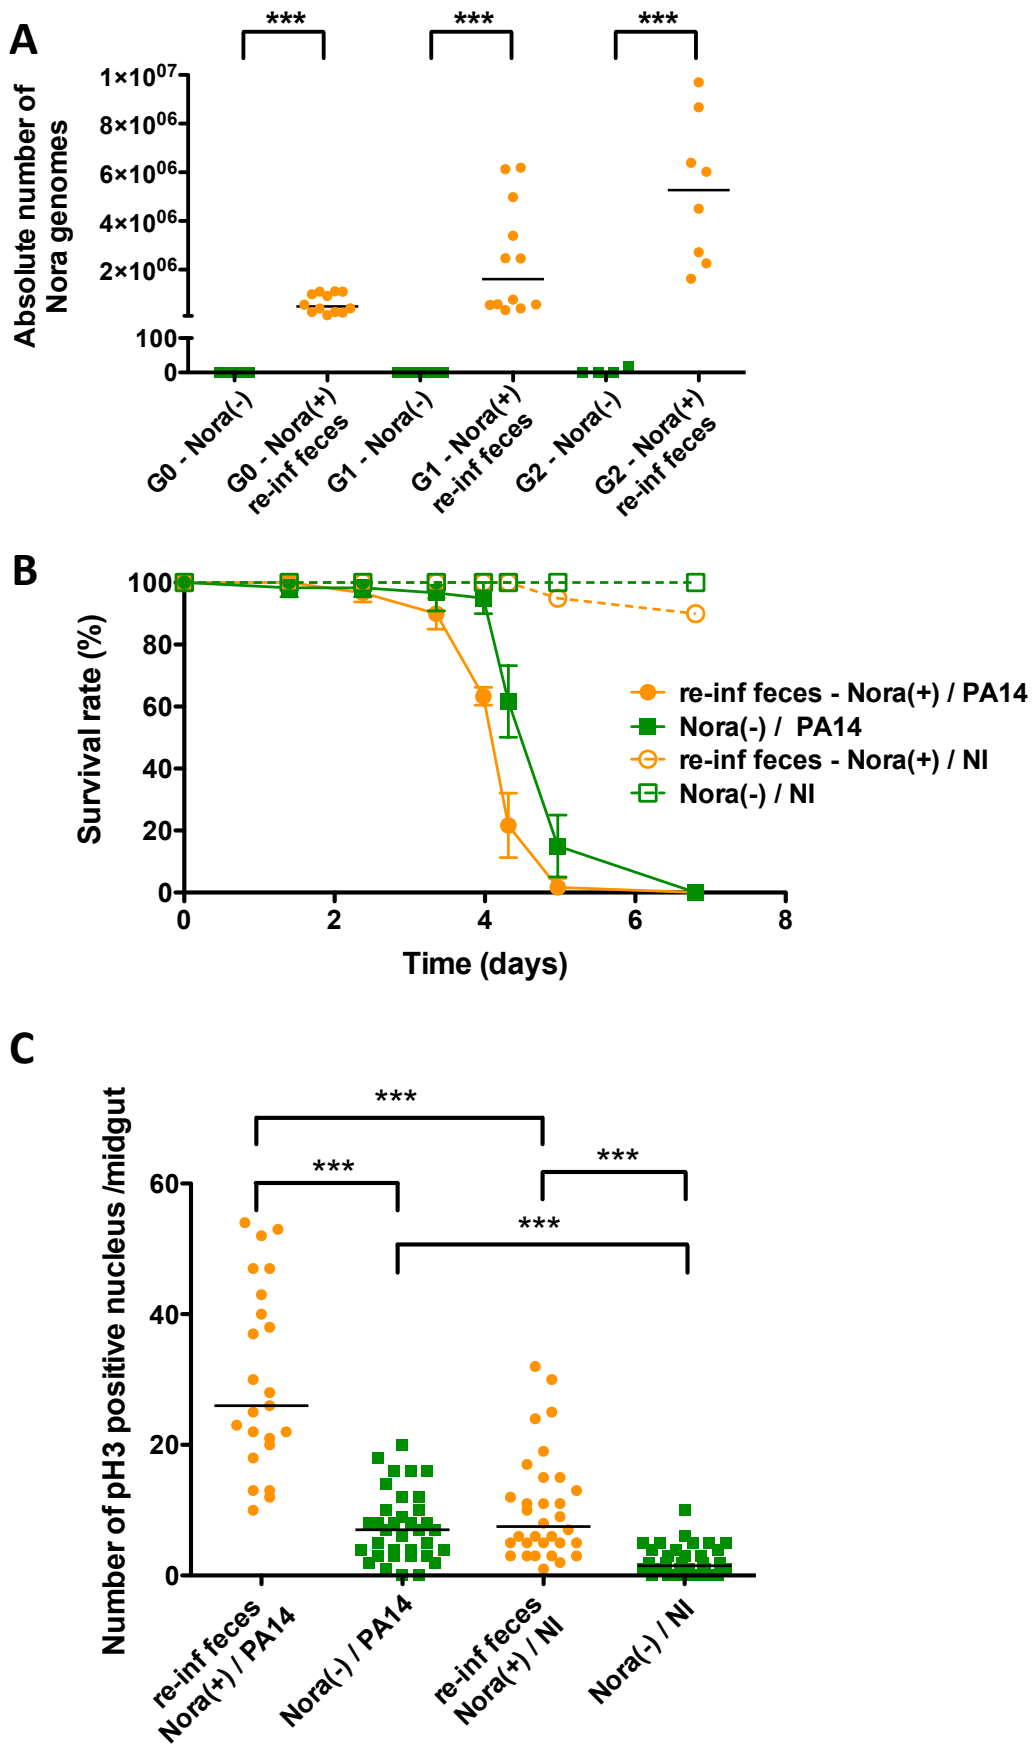 A
***
***
***
Absolute number of
Nora genomes
1×10⁰⁷
8×10⁰⁶
6×10⁰⁶
4×10⁰⁶
2×10⁰⁶
100
0
G0 - Nora(-)
G0 - Nora(+)
re-inf feces
G1 - Nora(-)
G1 - Nora(+)
re-inf feces
G2 - Nora(-)
G2 - Nora(+)
re-inf feces
B
Survival rate (%)
100
80
60
40
20
0
0
2
4
6
8
Time (days)
re-inf feces - Nora(+) / PA14
Nora(-) / PA14
re-inf feces - Nora(+) / NI
Nora(-) / NI
C
Number of pH3 positive nucleus /midgut
***
***
***
***
60
40
20
0
re-inf feces
Nora(+) / PA14
Nora(-) / PA14
re-inf feces
Nora(+) / NI
Nora(-) / NI